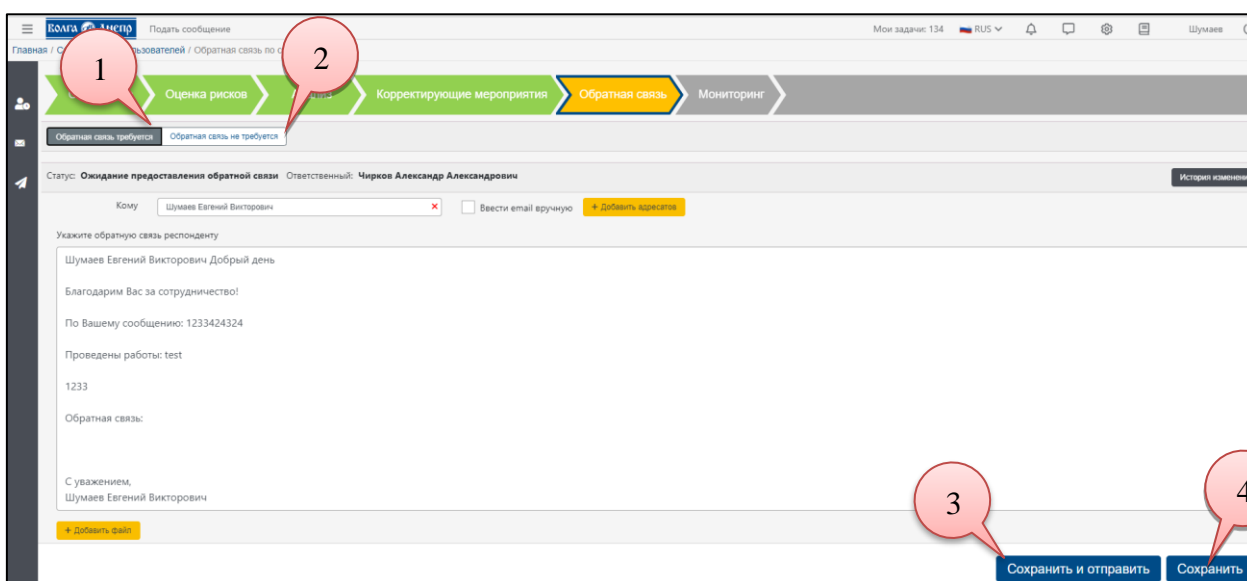 Волга Днепр Подать сообщение Мои задачи: 134 RUS Шумаев
Главная / С ьзователей / Обратная связь по с
1
2
Оценка рисков Корректирующие мероприятия Обратная связь Мониторинг
Обратная связь требуется Обратная связь не требуется
Статус: Ожидание предоставления обратной связи Ответственный: Чирков Александр Александрович История изменени
Кому Шумаев Евгений Викторович × Ввести email вручную + Добавить адресатов
Укажите обратную связь респонденту
Шумаев Евгений Викторович Добрый день
Благодарим Вас за сотрудничество!
По Вашему сообщению: 1233424324
Проведены работы: test
1233
Обратная связь:
С уважением,
Шумаев Евгений Викторович
3
4
+ Добавить файл
Сохранить и отправить Сохранить